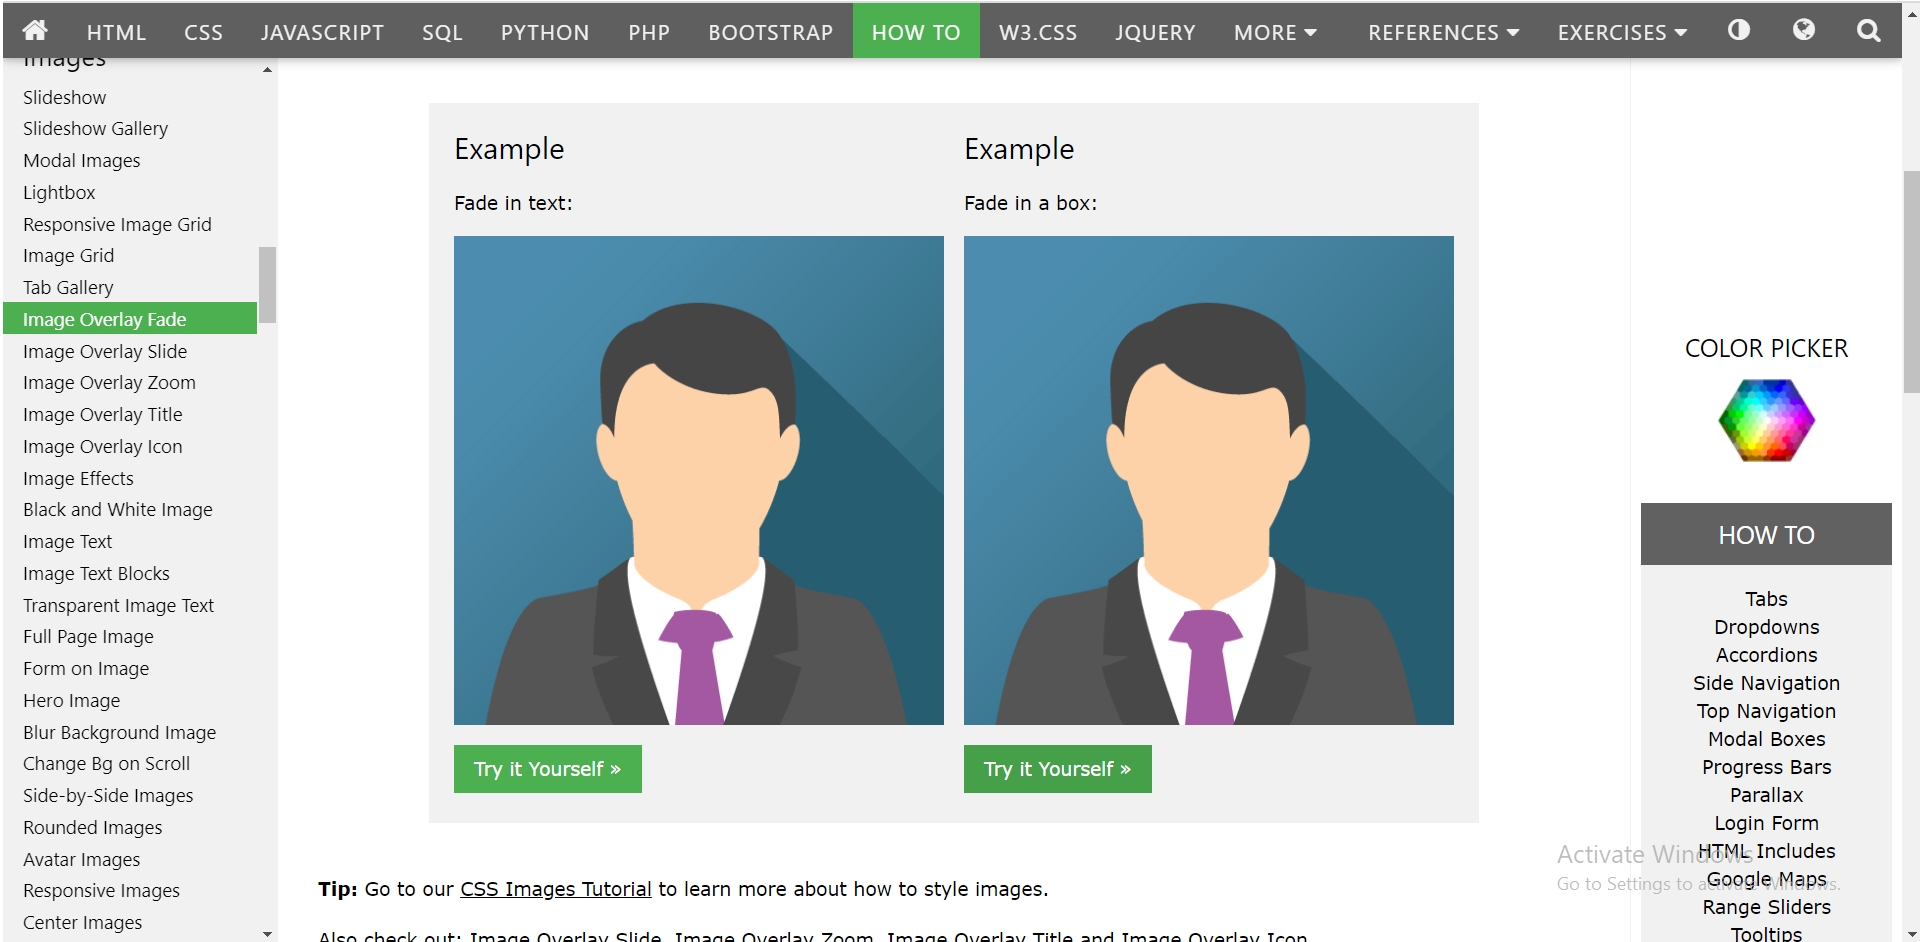 HTML CSS JAVASCRIPT SQL PYTHON PHP BOOTSTRAP HOW TO W3.CSS JQUERY MORE REFERENCES EXERCISES
Images
Slideshow
Slideshow Gallery
Modal Images
Lightbox
Responsive Image Grid
Image Grid
Tab Gallery
Image Overlay Fade
Image Overlay Slide
Image Overlay Zoom
Image Overlay Title
Image Overlay Icon
Image Effects
Black and White Image
Image Text
Image Text Blocks
Transparent Image Text
Full Page Image
Form on Image
Hero Image
Blur Background Image
Change Bg on Scroll
Side-by-Side Images
Rounded Images
Avatar Images
Responsive Images
Center Images
Example
Fade in text:
Try it Yourself »
Example
Fade in a box:
Try it Yourself »
Tip: Go to our CSS Images Tutorial to learn more about how to style images.
Also check out: Image Overlay Slide, Image Overlay Zoom, Image Overlay Title and Image Overlay Icon
COLOR PICKER
HOW TO
Tabs
Dropdowns
Accordions
Side Navigation
Top Navigation
Modal Boxes
Progress Bars
Parallax
Login Form
HTML Includes
Google Maps
Range Sliders
Tooltips
Activate Windows
Go to Settings to activate Windows.